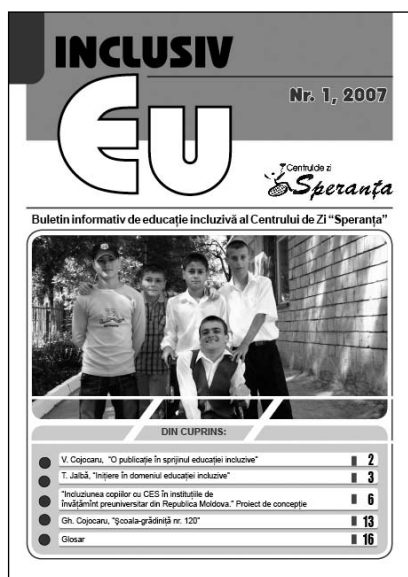 INCLUSIV
Eu
Nr. 1, 2007
Centrul de zi
Speranța
Buletin informativ de educație incluzivă al Centrului de Zi "Speranța"
DIN CUPRINS:
V. Cojocaru, "O publicație în sprijinul educației incluzive" 2
T. Jalbă, "Inițiere în domeniul educației incluzive" 3
"Incluziunea copiilor cu CES în instituțiile de
învățămînt preuniversitar din Republica Moldova." Proiect de concepție 6
Gh. Cojocaru, "Școala-grădiniță nr. 120" 13
Glosar 16